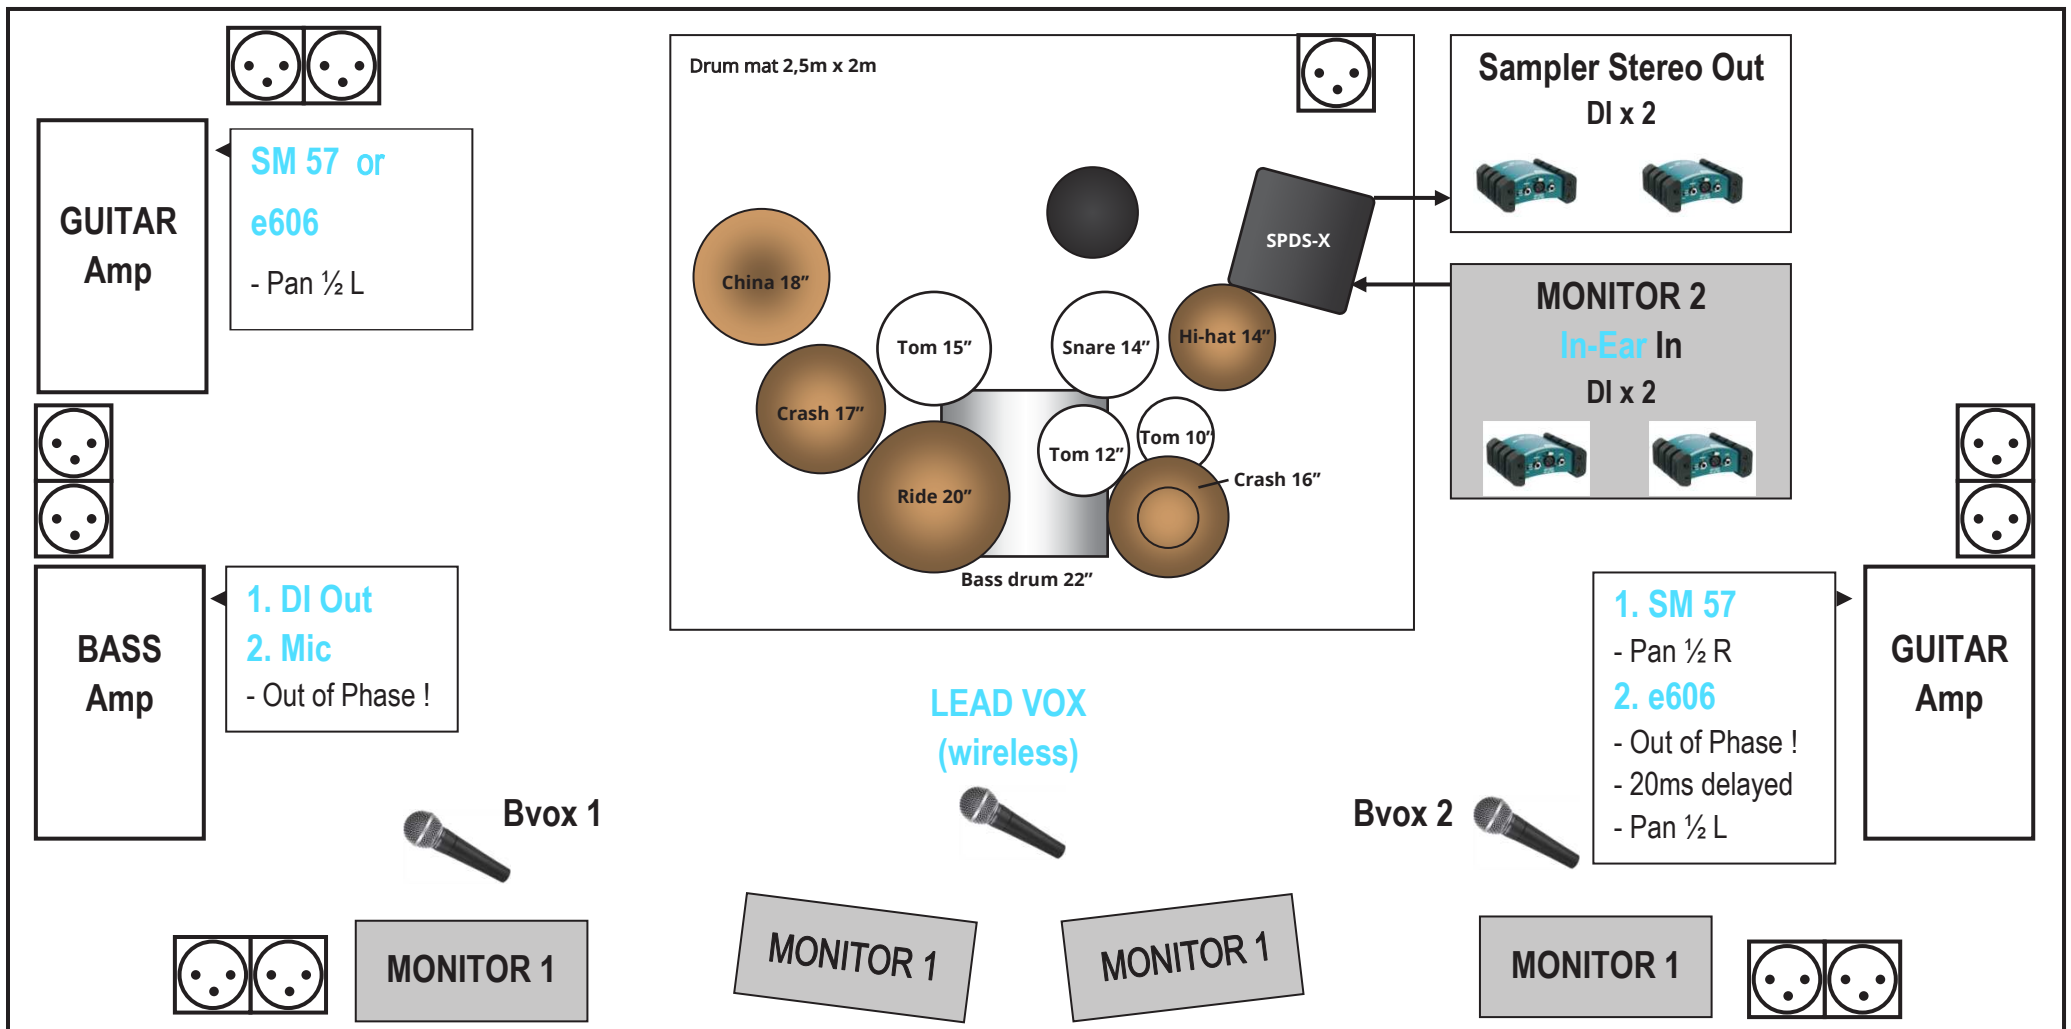 Drum mat 2,5m x 2m
Sampler Stereo Out
DI x 2
SM 57 or
e606
- Pan ½ L
GUITAR
Amp
SPDS-X
China 18”
MONITOR 2
In-Ear In
DI x 2
Tom 15”
Snare 14”
Hi-hat 14”
Crash 17”
Tom 12”
Tom 10”
Ride 20”
Crash 16”
Bass drum 22”
BASS
Amp
1. DI Out
2. Mic
- Out of Phase !
1. SM 57
- Pan ½ R
2. e606
- Out of Phase !
- 20ms delayed
- Pan ½ L
GUITAR
Amp
LEAD VOX
(wireless)
Bvox 1
Bvox 2
MONITOR 1
MONITOR 1
MONITOR 1
MONITOR 1